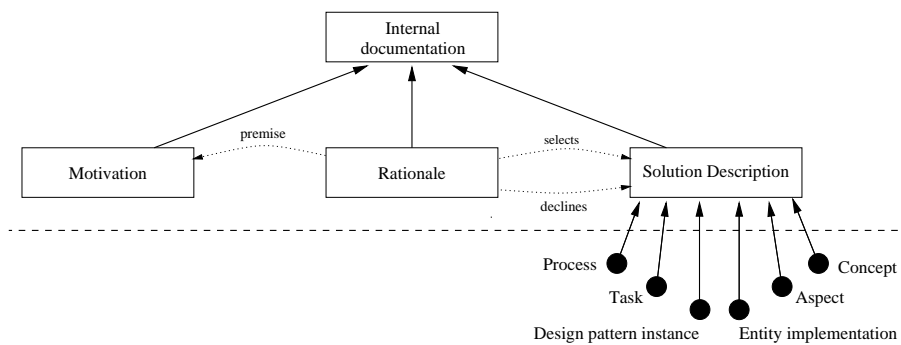 Internal
documentation
premise
selects
Motivation
Rationale
Solution Description
declines
Process
Concept
Task
Aspect
Design pattern instance
Entity implementation